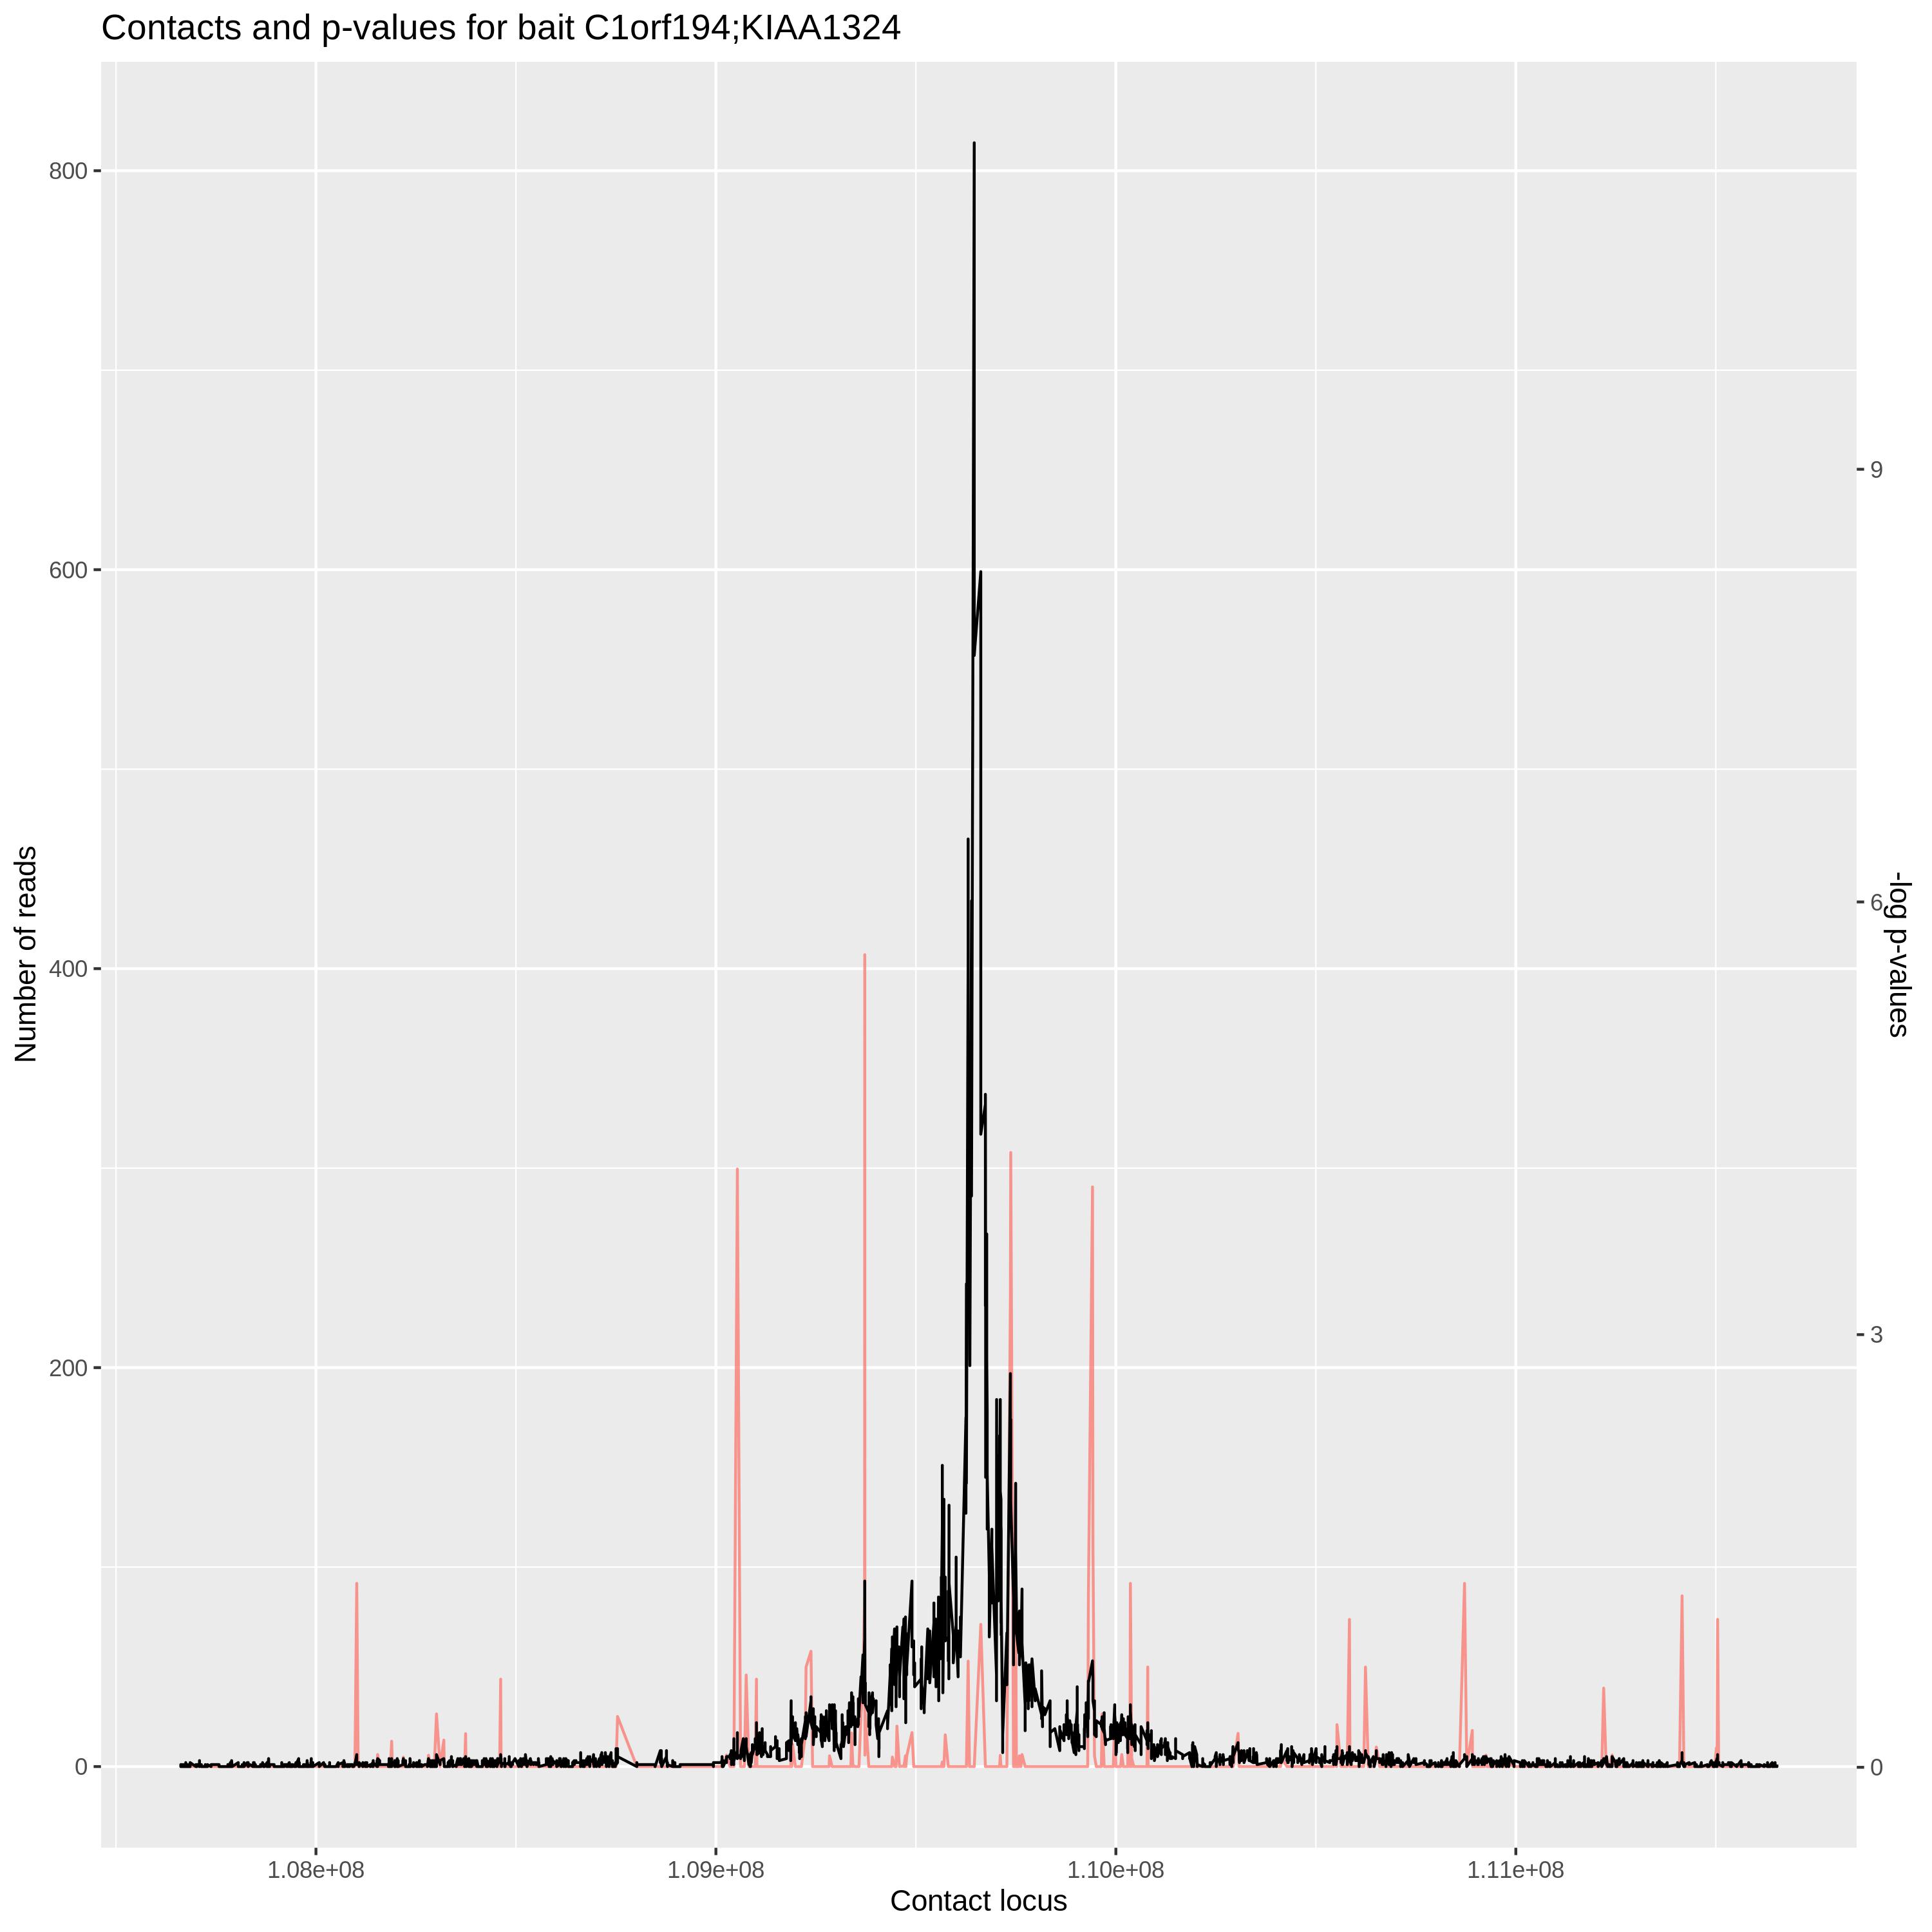 Contacts and p-values for bait C1orf194;KIAA1324
800
600
400
200
0
Number of reads
9
6
3
0
-log p-values
1.08e+08
1.09e+08
1.10e+08
1.11e+08
Contact locus